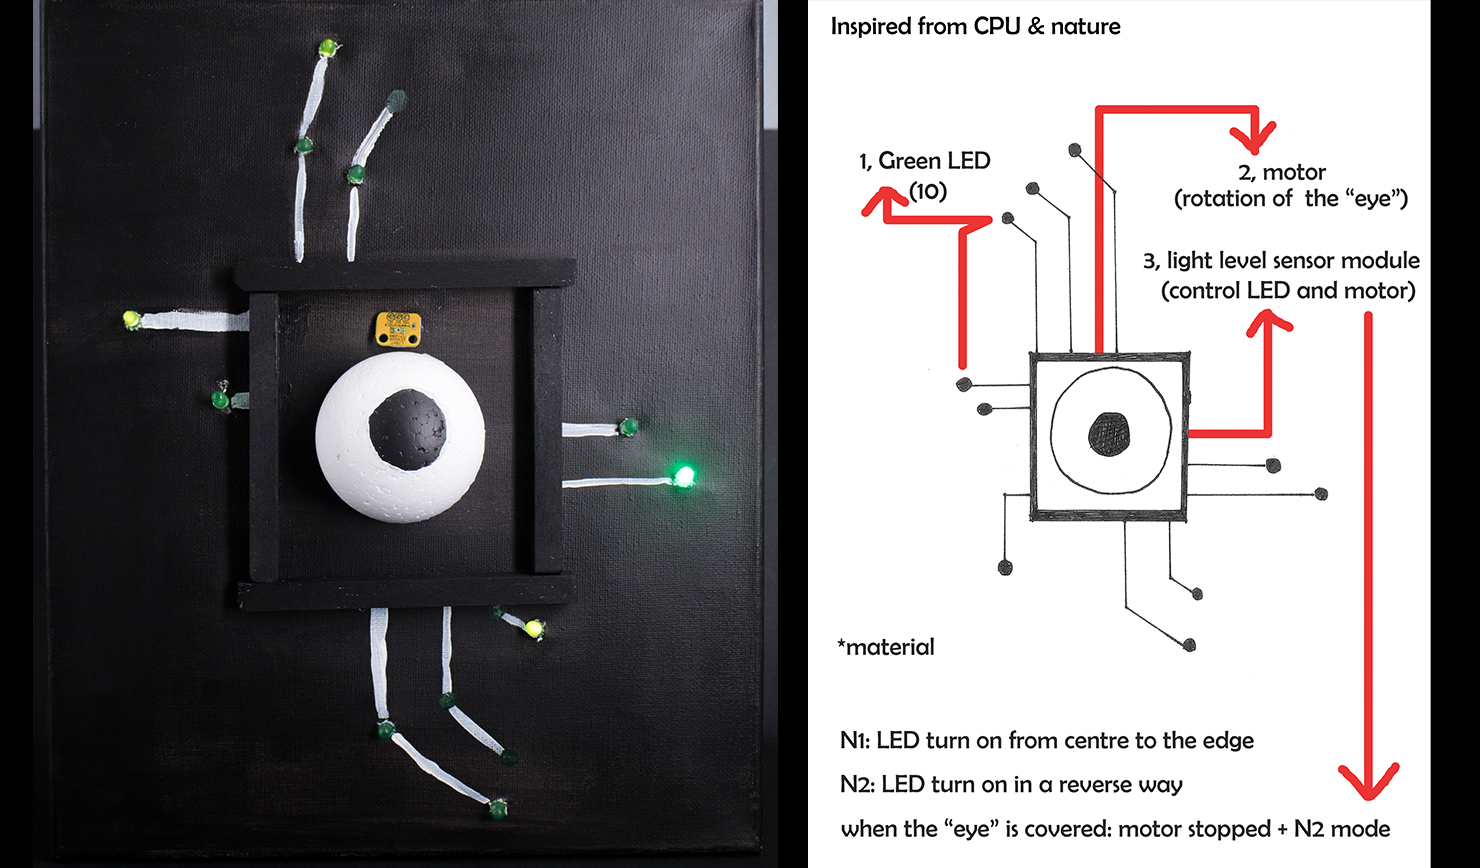 Inspired from CPU & nature
1, Green LED
(10)
2, motor
(rotation of the “eye”)
3, light level sensor module
(control LED and motor)
*material
N1: LED turn on from centre to the edge
N2: LED turn on in a reverse way
when the “eye” is covered: motor stopped + N2 mode